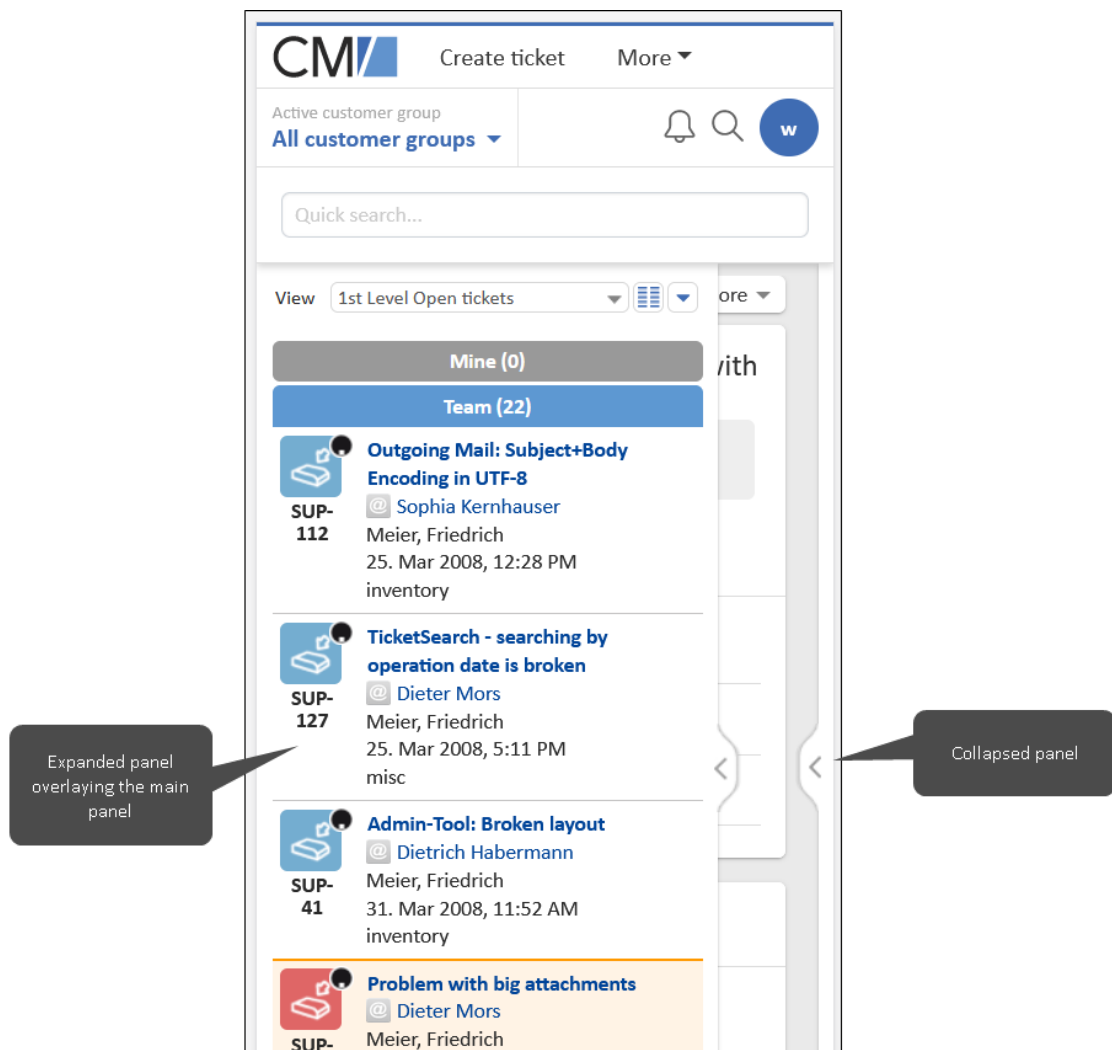 CM/
Create ticket
More
Active customer group
All customer groups
w
Quick search...
View
1st Level Open tickets
ore
Mine (0)
with
Team (22)
Outgoing Mail: Subject+Body
Encoding in UTF-8
@ Sophia Kernhauser
SUP-
112
Meier, Friedrich
25. Mar 2008, 12:28 PM
inventory
TicketSearch - searching by
operation date is broken
@ Dieter Mors
SUP-
127
Meier, Friedrich
25. Mar 2008, 5:11 PM
misc
Expanded panel
overlaying the main
panel
Collapsed panel
Admin-Tool: Broken layout
@ Dietrich Habermann
SUP-
41
Meier, Friedrich
31. Mar 2008, 11:52 AM
inventory
Problem with big attachments
@ Dieter Mors
SUP-
Meier, Friedrich